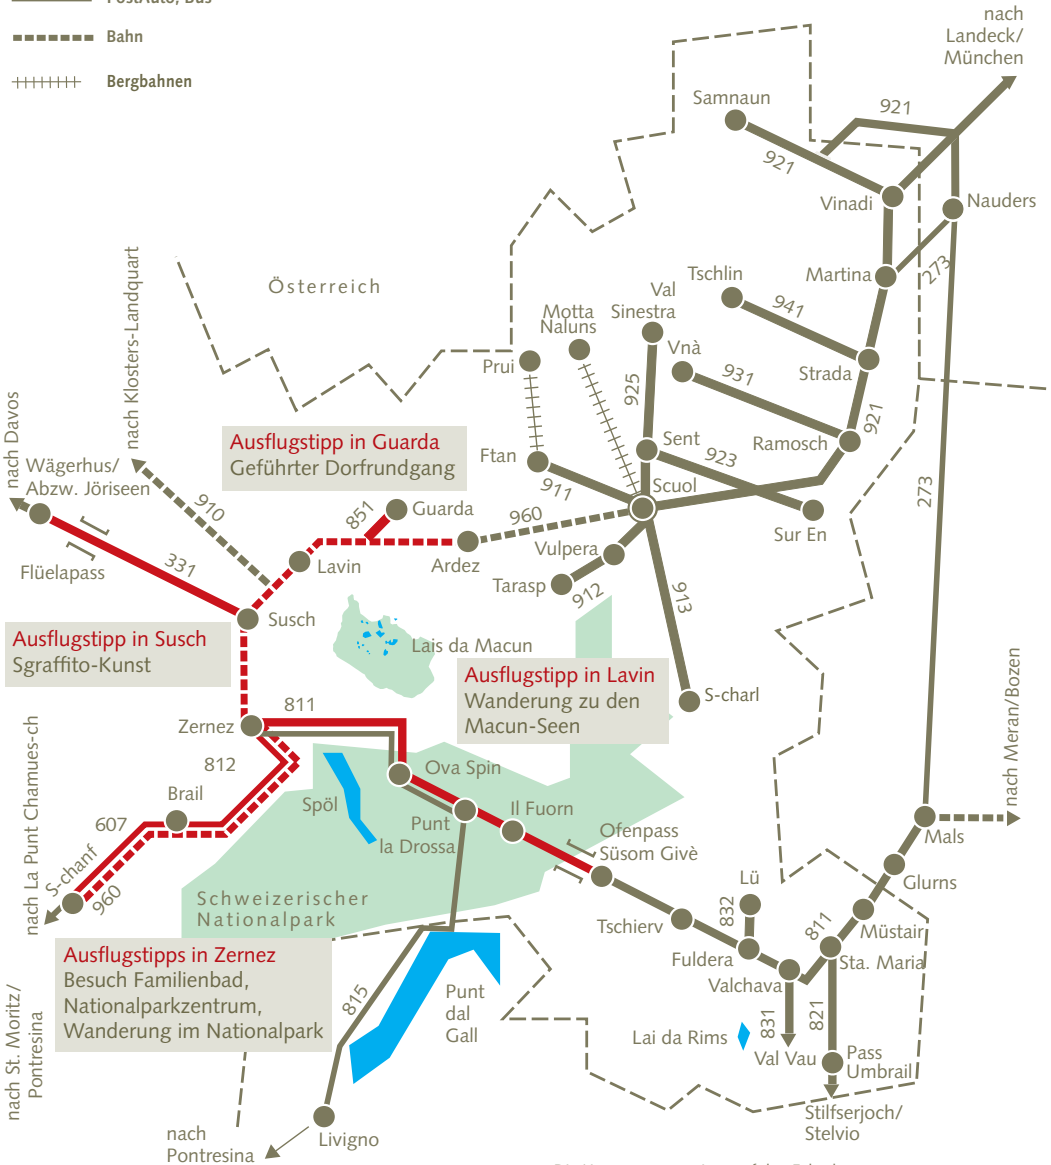 PostAuto, Bus
Bahn
Bergbahnen
nach
Landeck/
München
Samnaun
921
921
Vinadi
Nauders
Martina
273
Österreich
nach Klosters-Landquart
Tschlin
941
Val
Sinestra
Motta
Naluns
Prui
Vnà
931
925
Strada
921
Ramosch
nach Davos
Wägerhus/
Abzw. Jöriseen
Ausflugstipp in Guarda
Geführter Dorfrundgang
Ftan
911
Sent
923
Scuol
273
910
851
Guarda
960
Sur En
Flüelapass
331
Lavin
Ardez
Vulpera
Tarasp
912
913
Susch
Ausflugstipp in Susch
Sgraffito-Kunst
Lais da Macun
Ausflugstipp in Lavin
Wanderung zu den
Macun-Seen
S-charl
nach Meran/Bozen
nach La Punt Chamues-ch
Zernez
811
812
Ova Spin
Brail
607
Spöl
Punt
la Drossa
Il Fuorn
Ofenpass
Süsom Givè
Mals
S-chanf
960
Schweizerischer
Nationalpark
Glurns
Lü
832
Tschierv
Müstair
811
Fuldera
Sta. Maria
Valchava
Ausflugstipps in Zernez
Besuch Familienbad,
Nationalparkzentrum,
Wanderung im Nationalpark
815
Punt
dal
Gall
nach St. Moritz/
Pontresina
Lai da Rims
831
821
Val Vau
Pass
Umbrail
Stilfserjoch/
Stelvio
Livigno
nach
Pontresina